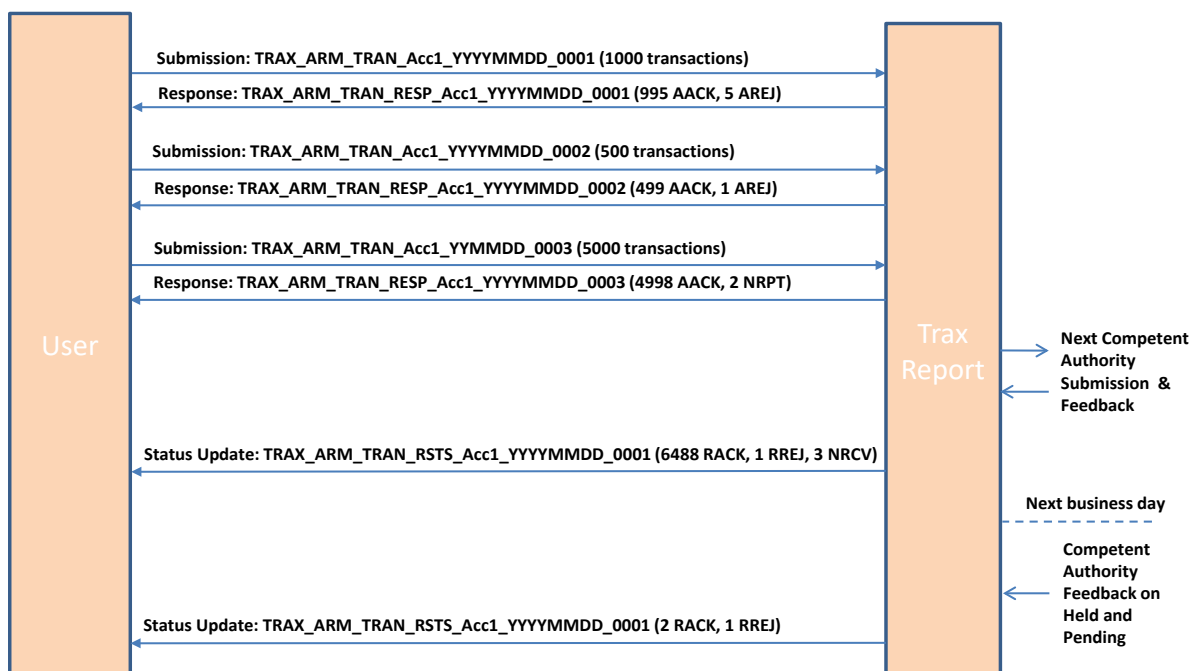 Submission: TRAX_ARM_TRAN_Acc1_YYYYMMDD_0001 (1000 transactions)
Response: TRAX_ARM_TRAN_RESP_Acc1_YYYYMMDD_0001 (995 AACK, 5 AREJ)
Submission: TRAX_ARM_TRAN_Acc1_YYYYMMDD_0002 (500 transactions)
Response: TRAX_ARM_TRAN_RESP_Acc1_YYYYMMDD_0002 (499 AACK, 1 AREJ)
Submission: TRAX_ARM_TRAN_Acc1_YYMMDD_0003 (5000 transactions)
Response: TRAX_ARM_TRAN_RESP_Acc1_YYYYMMDD_0003 (4998 AACK, 2 NRPT)
User
Trax
Report
Next Competent
Authority
Submission &
Feedback
Status Update: TRAX_ARM_TRAN_RSTS_Acc1_YYYYMMDD_0001 (6488 RACK, 1 RREJ, 3 NRCV)
Next business day
Competent
Authority
Feedback on
Held and
Pending
Status Update: TRAX_ARM_TRAN_RSTS_Acc1_YYYYMMDD_0001 (2 RACK, 1 RREJ)